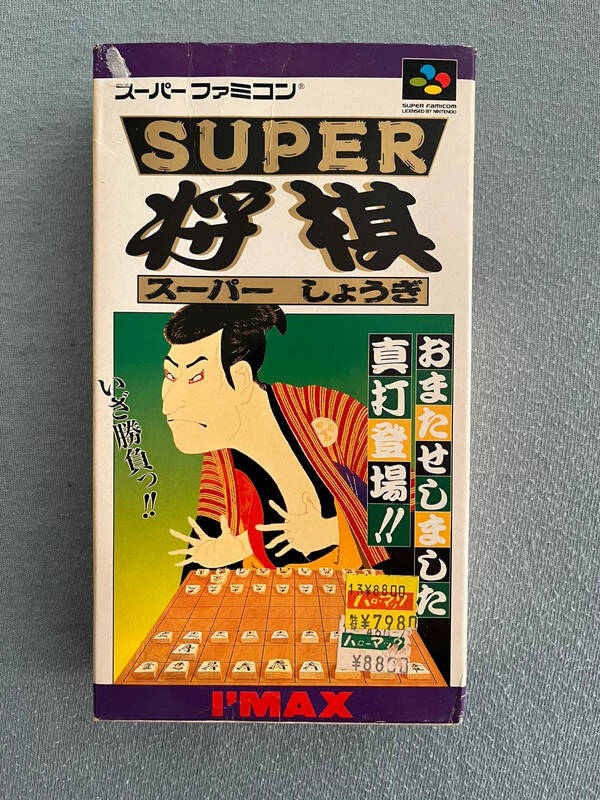 スーパーファミコン®
SUPER FAMICOM
LICENSED BY NINTENDO
SUPER
将棋
スーパー しょうぎ
おまたせしました
真打登場!!
いざ勝負っ!!
13¥8800
ハローマック
¥7980
ハローマック
I'MAX